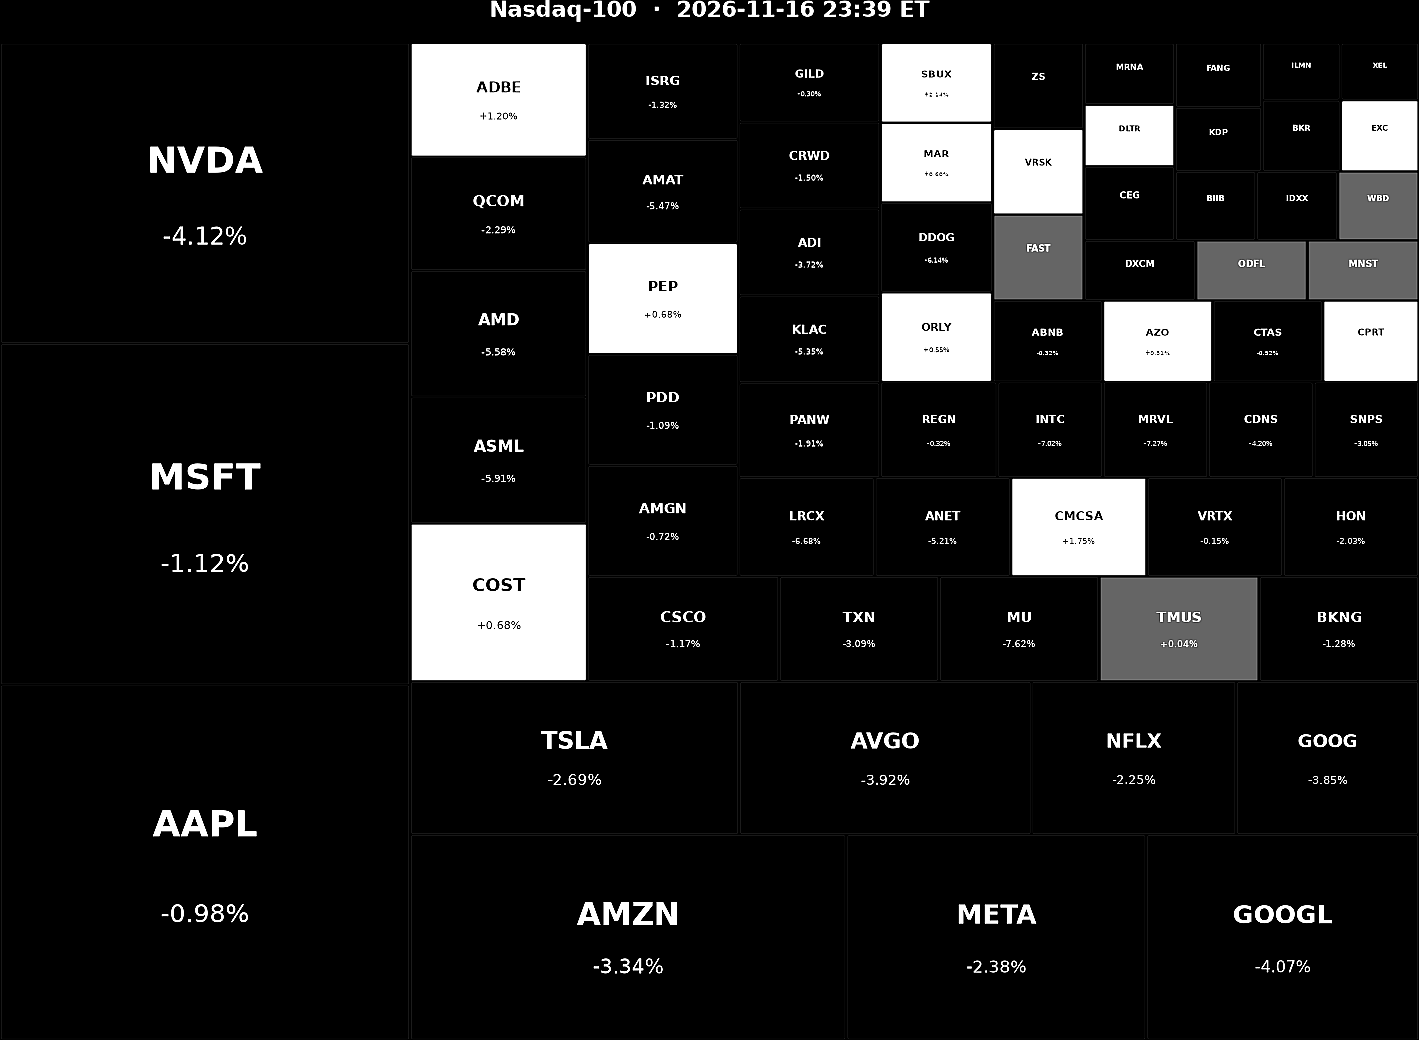 Nasdaq-100 · 2026-11-16 23:39 ET
NVDA
-4.12%
MSFT
-1.12%
AAPL
-0.98%
ADBE
+1.20%
QCOM
-2.29%
AMD
-5.58%
ASML
-5.91%
COST
+0.68%
ISRG
-1.32%
AMAT
-5.47%
PEP
+0.68%
PDD
-1.09%
AMGN
-0.72%
GILD
-0.30%
CRWD
-1.50%
ADI
-3.72%
KLAC
-5.35%
PANW
-1.91%
SBUX
MAR
DDOG
-6.14%
ORLY
+0.55%
ZS
VRSK
FAST
MRNA
DLTR
CEG
FANG
KDP
BIIB
ILMN
BKR
IDXX
XEL
EXC
WBD
DXCM
ODFL
MNST
ABNB
AZO
CTAS
CPRT
REGN
-0.32%
INTC
-7.02%
MRVL
-7.27%
CDNS
-4.20%
SNPS
-3.05%
LRCX
-6.68%
ANET
-5.21%
CMCSA
+1.75%
VRTX
-0.15%
HON
-2.03%
CSCO
-1.17%
TXN
-3.09%
MU
-7.62%
TMUS
+0.04%
BKNG
-1.28%
TSLA
-2.69%
AVGO
-3.92%
NFLX
-2.25%
GOOG
-3.85%
AMZN
-3.34%
META
-2.38%
GOOGL
-4.07%